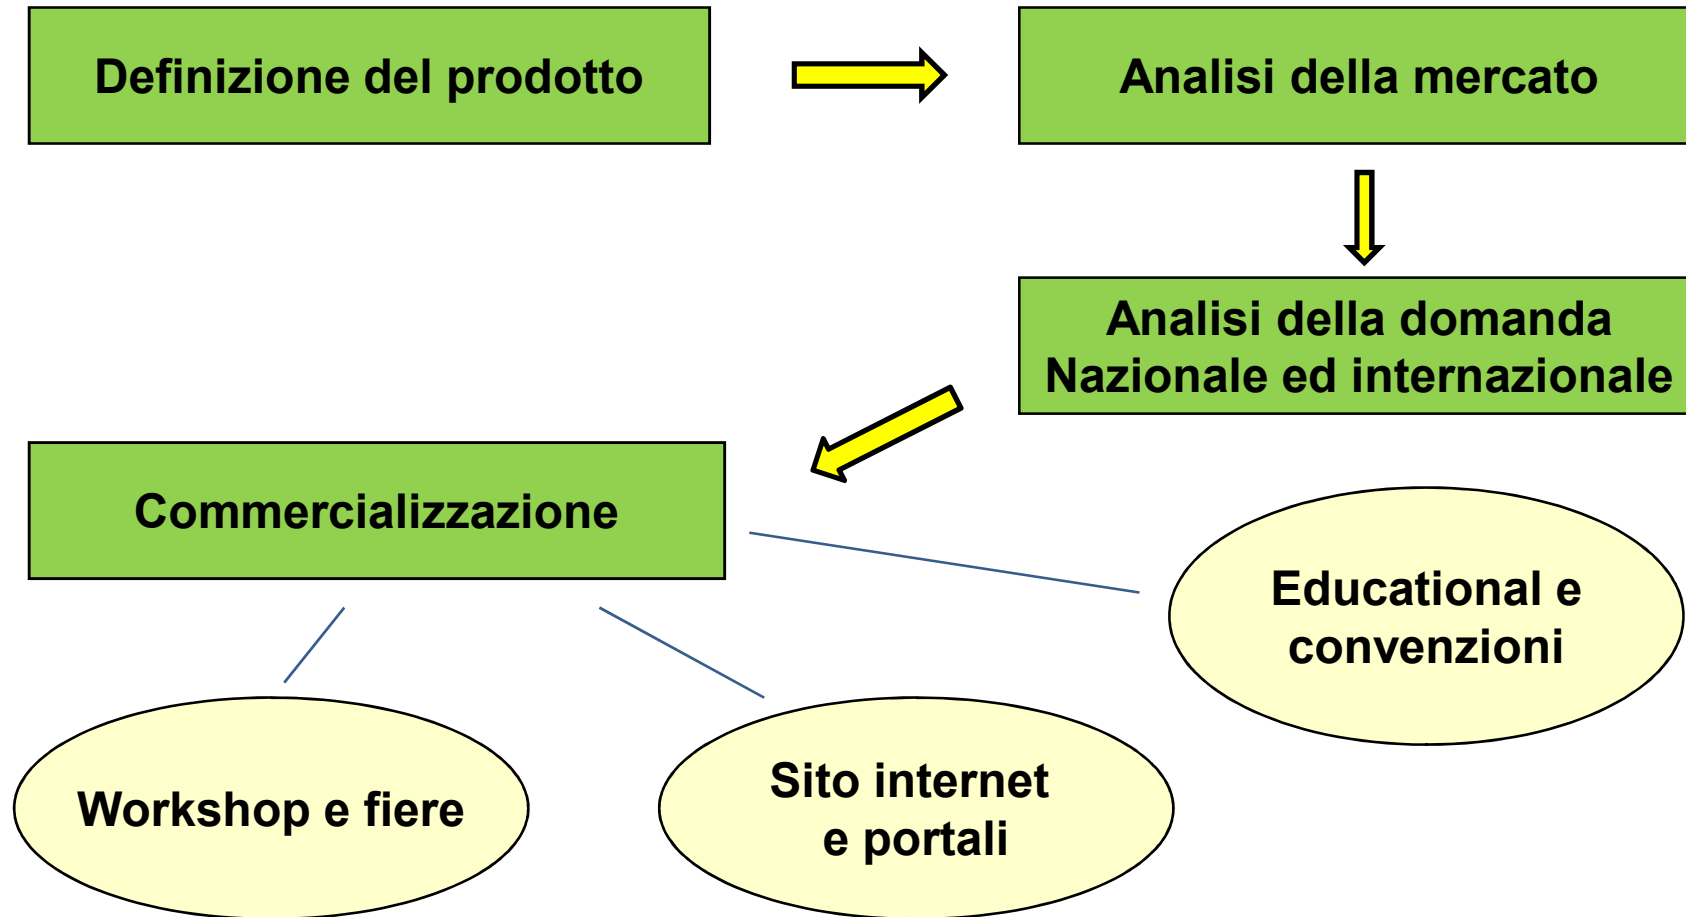 Definizione del prodotto
Analisi della mercato
Analisi della domanda
Nazionale ed internazionale
Commercializzazione
Educational e
convenzioni
Workshop e fiere
Sito internet
e portali